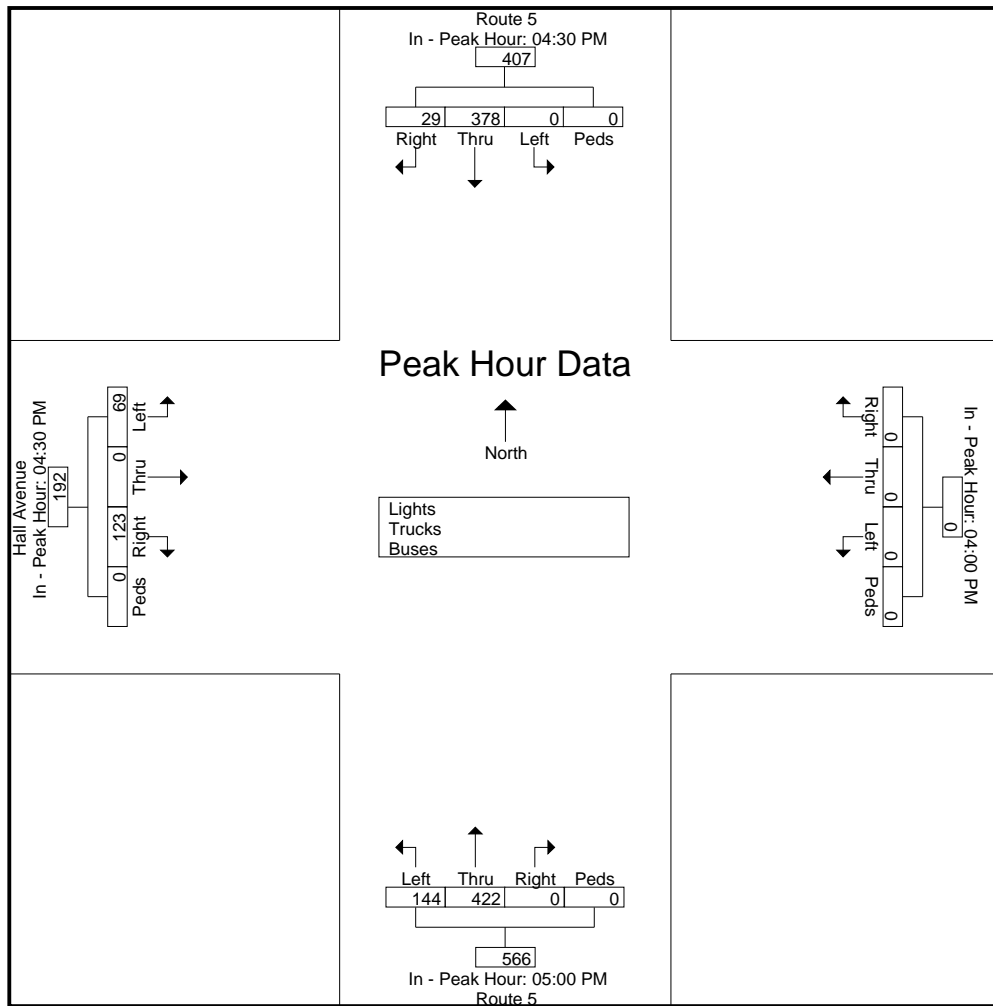 Route 5
In - Peak Hour: 04:30 PM
407
29 378 0 0
Right Thru Left Peds
Peak Hour Data
North
Lights
Trucks
Buses
Hall Avenue
In - Peak Hour: 04:30 PM
192
69 0 123 0
Left Thru Right Peds
Right Thru Left Peds
0 0 0 0
0
In - Peak Hour: 04:00 PM
Left Thru Right Peds
144 422 0 0
566
In - Peak Hour: 05:00 PM
Route 5